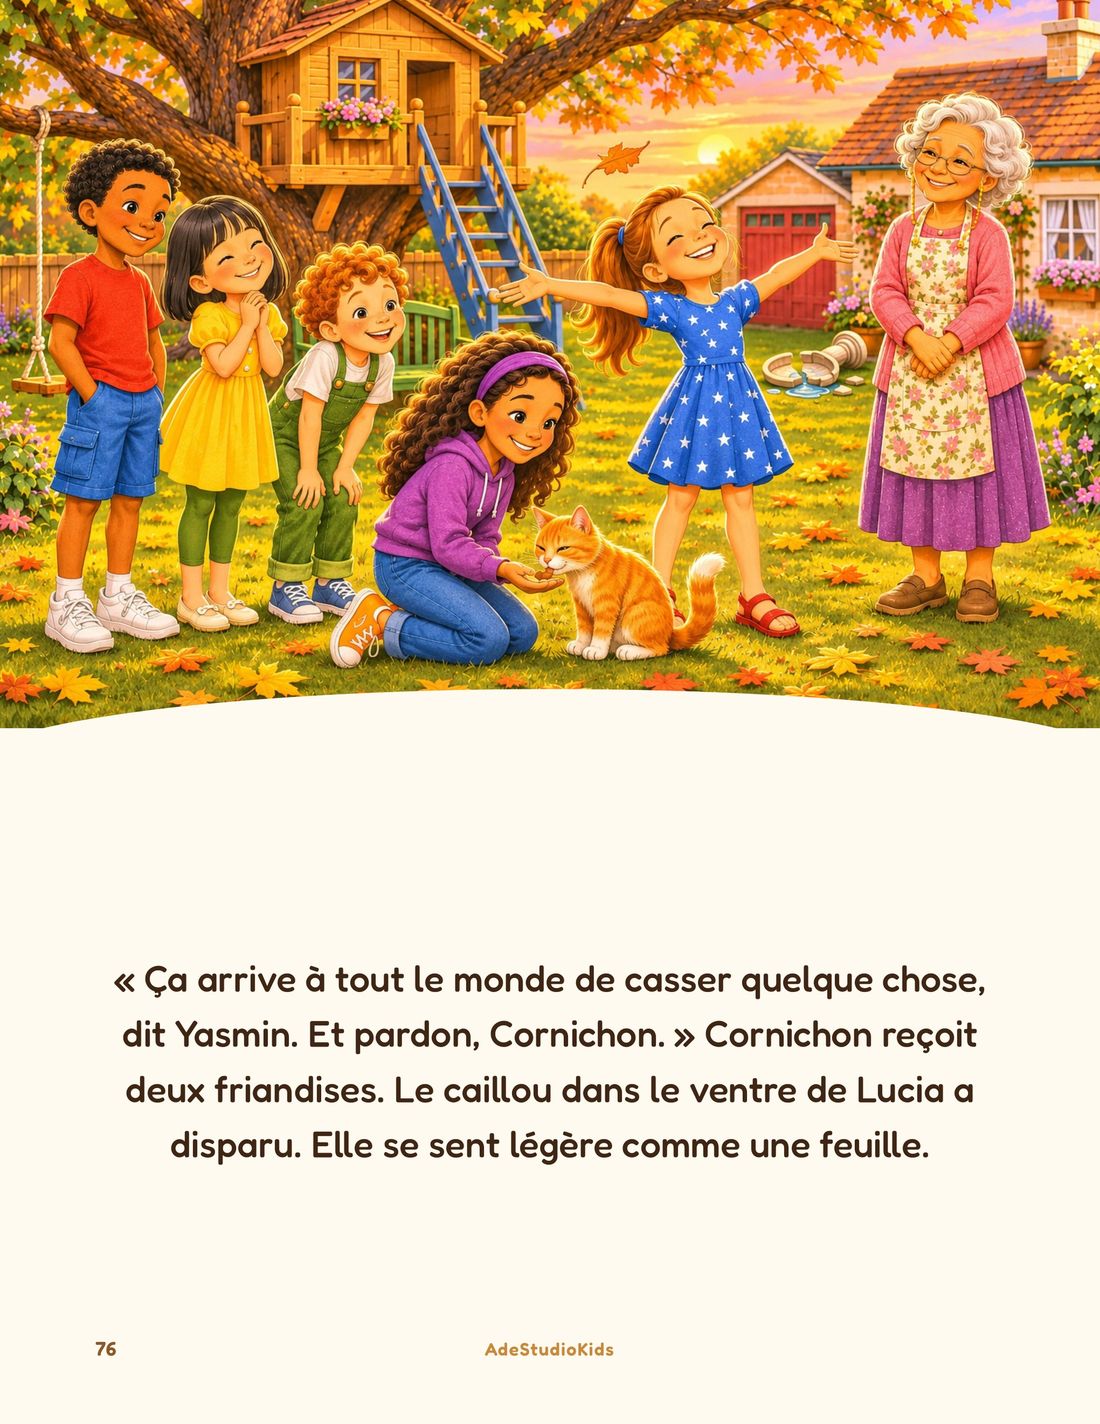 « Ça arrive à tout le monde de casser quelque chose,
dit Yasmin. Et pardon, Cornichon. » Cornichon reçoit
deux friandises. Le caillou dans le ventre de Lucia a
disparu. Elle se sent légère comme une feuille.
76
AdeStudioKids